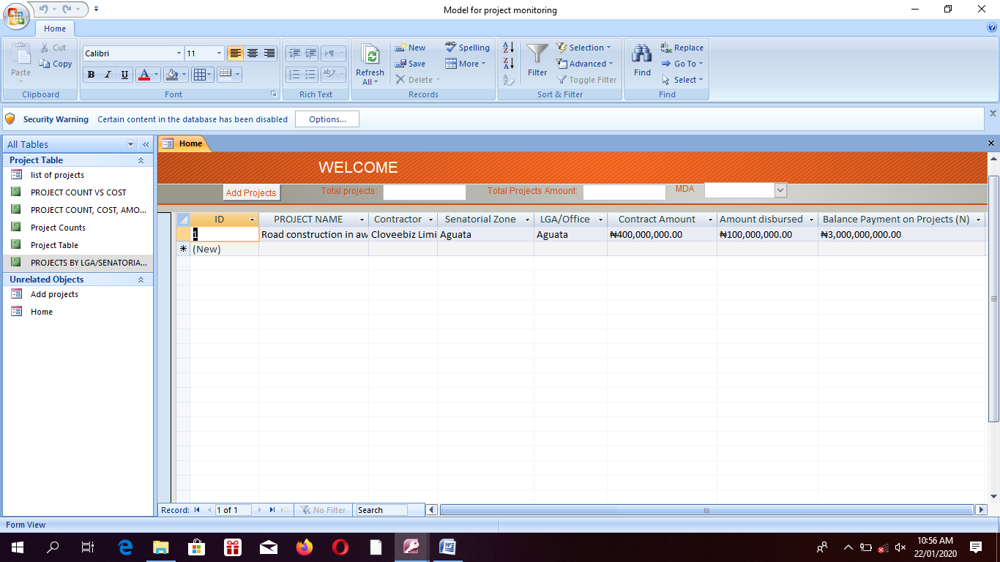 Model for project monitoring
Home
Cut
Copy
Paste
Clipboard
Calibri 11
B I U A
Font
Rich Text
Refresh All
New
Save
Delete
Spelling
More
Records
Filter
Selection
Advanced
Toggle Filter
Sort & Filter
Find
Replace
Go To
Select
Find
Security Warning Certain content in the database has been disabled Options...
All Tables
Project Table
list of projects
PROJECT COUNT VS COST
PROJECT COUNT, COST, AMO...
Project Counts
Project Table
PROJECTS BY LGA/SENATORIA...
Unrelated Objects
Add projects
Home
Home
WELCOME
Add Projects Total projects: Total Projects Amount: MDA
ID PROJECT NAME Contractor Senatorial Zone LGA/Office Contract Amount Amount disbursed Balance Payment on Projects (N)
1 Road construction in aw Cloveebiz Limi Aguata Aguata ₦400,000,000.00 ₦100,000,000.00 ₦3,000,000,000.00
(New)
Record: 1 of 1 No Filter Search
Form View
10:56 AM
22/01/2020